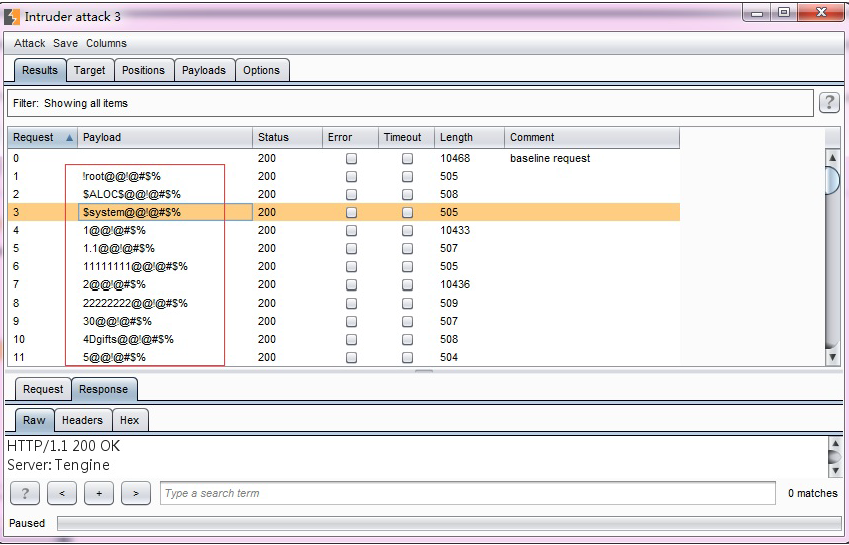 Intruder attack 3
Attack Save Columns
Results Target Positions Payloads Options
Filter: Showing all items ?
Request Payload Status Error Timeout Length Comment
0 200 10468 baseline request
1 !root@@!@#$% 200 505
2 $ALOC$@@!@#$% 200 508
3 $system@@!@#$% 200 505
4 1@@!@#$% 200 10433
5 1.1@@!@#$% 200 507
6 11111111@@!@#$% 200 505
7 2@@!@#$% 200 10436
8 22222222@@!@#$% 200 509
9 30@@!@#$% 200 507
10 4Dgifts@@!@#$% 200 508
11 5@@!@#$% 200 504
Request Response
Raw Headers Hex
HTTP/1.1 200 OK
Server: Tengine
? < + > Type a search term 0 matches
Paused